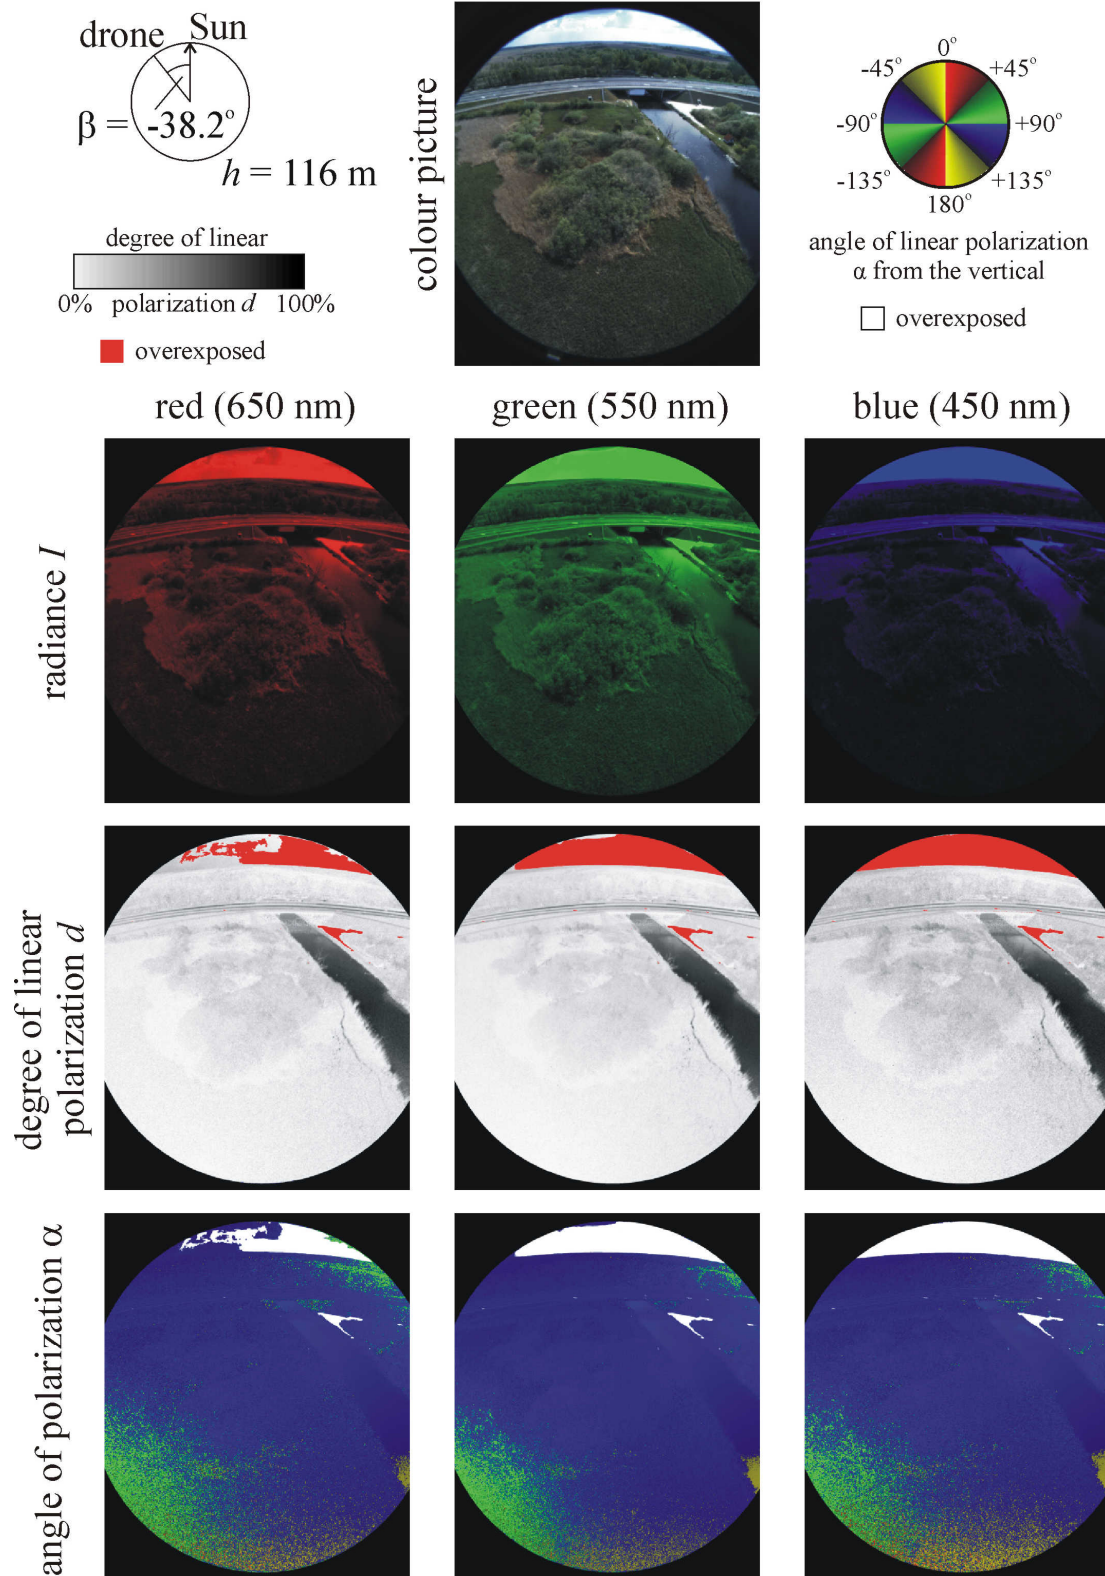 drone Sun
β = -38.2°
h = 116 m
degree of linear
0% polarization d 100%
overexposed
colour picture
0°
-45° +45°
-90° +90°
-135° +135°
180°
angle of linear polarization
α from the vertical
overexposed
red (650 nm) green (550 nm) blue (450 nm)
radiance I
degree of linear
polarization d
angle of polarization α